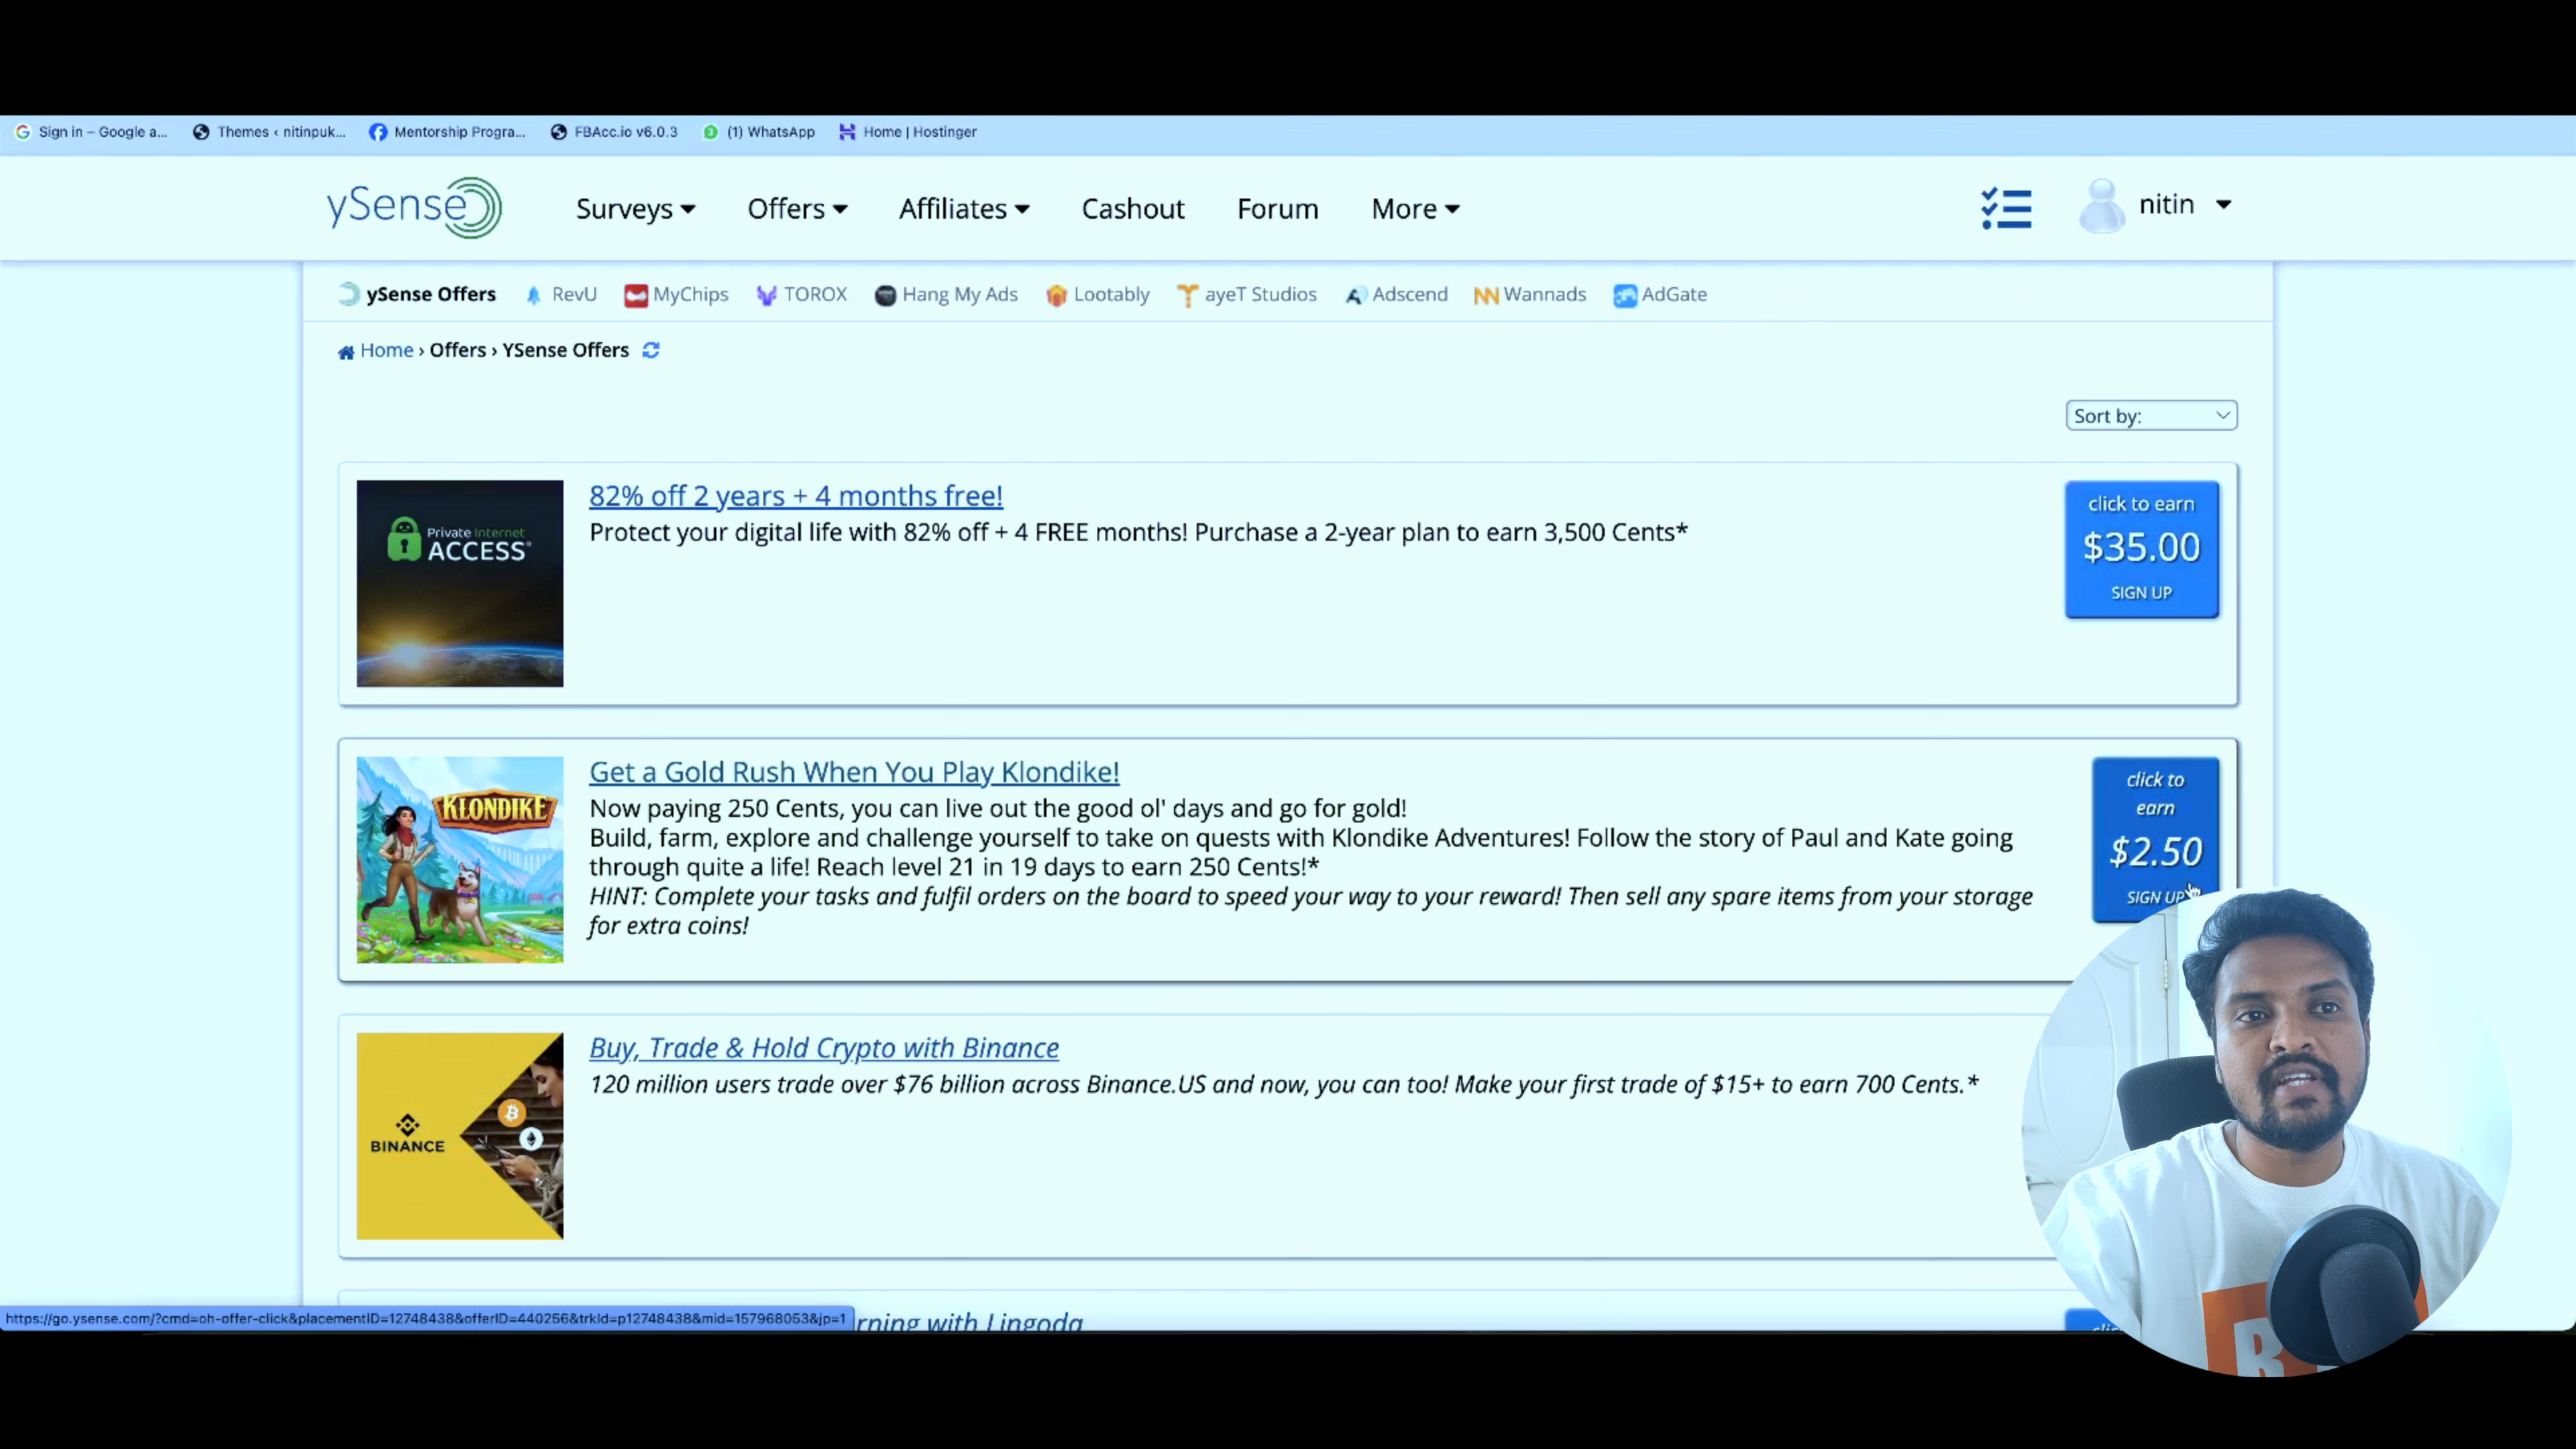 Sign in – Google a... Themes ‹ nitinpuk... Mentorship Progra... FBAcc.io v6.0.3 (1) WhatsApp Home | Hostinger
ySense Surveys Offers Affiliates Cashout Forum More nitin
ySense Offers RevU MyChips TOROX Hang My Ads Lootably ayeT Studios Adscend Wannads AdGate
Home › Offers › YSense Offers
Sort by:
Private Internet
ACCESS
82% off 2 years + 4 months free!
Protect your digital life with 82% off + 4 FREE months! Purchase a 2-year plan to earn 3,500 Cents*
click to earn
$35.00
SIGN UP
KLONDIKE
Get a Gold Rush When You Play Klondike!
Now paying 250 Cents, you can live out the good ol' days and go for gold!
Build, farm, explore and challenge yourself to take on quests with Klondike Adventures! Follow the story of Paul and Kate going
through quite a life! Reach level 21 in 19 days to earn 250 Cents!*
HINT: Complete your tasks and fulfil orders on the board to speed your way to your reward! Then sell any spare items from your storage
for extra coins!
click to
earn
$2.50
SIGN UP
BINANCE
Buy, Trade & Hold Crypto with Binance
120 million users trade over $76 billion across Binance.US and now, you can too! Make your first trade of $15+ to earn 700 Cents.*
https://go.ysense.com/?cmd=oh-offer-click&placementID=12748438&offerID=440256&trkId=p12748438&mid=157968053&jp=1
rning with Lingoda